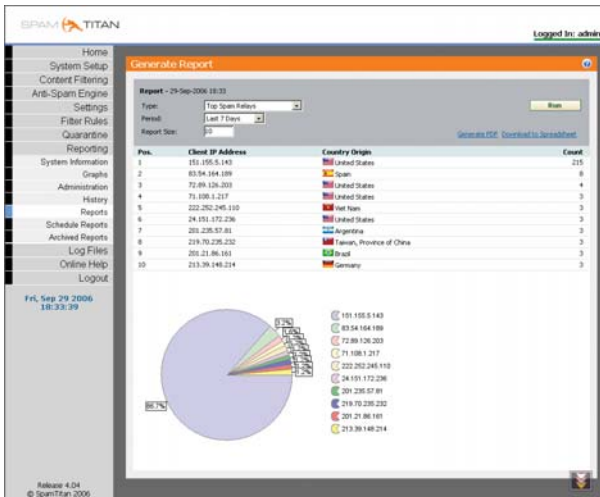 SPAM TITAN
Logged In: admin
Home
System Setup
Content Filtering
Anti-Spam Engine
Settings
Filter Rules
Quarantine
Reporting
System Information
Graphs
Administration
History
Reports
Schedule Reports
Archived Reports
Log Files
Online Help
Logout
Fri, Sep 29 2006
18:33:39
Release 4.04
© SpamTitan 2006
Generate Report
Report - 29-Sep-2006 18:33
Type: Top Spam Relays
Run
Period: Last 7 Days
Report Size: 10
Generate PDF Download to Spreadsheet
Pos. Client IP Address Country Origin Count
1 151.155.5.143 United States 215
2 83.54.164.189 Spain 8
3 72.89.126.203 United States 4
4 71.108.1.217 United States 3
5 222.252.245.110 Viet Nam 3
6 24.151.172.236 United States 3
7 201.235.57.81 Argentina 3
8 219.70.235.232 Taiwan, Province of China 3
9 201.21.86.161 Brazil 3
10 213.39.148.214 Germany 3
3.2%
86.7%
151.155.5.143
83.54.164.189
72.89.126.203
71.108.1.217
222.252.245.110
24.151.172.236
201.235.57.81
219.70.235.232
201.21.86.161
213.39.148.214